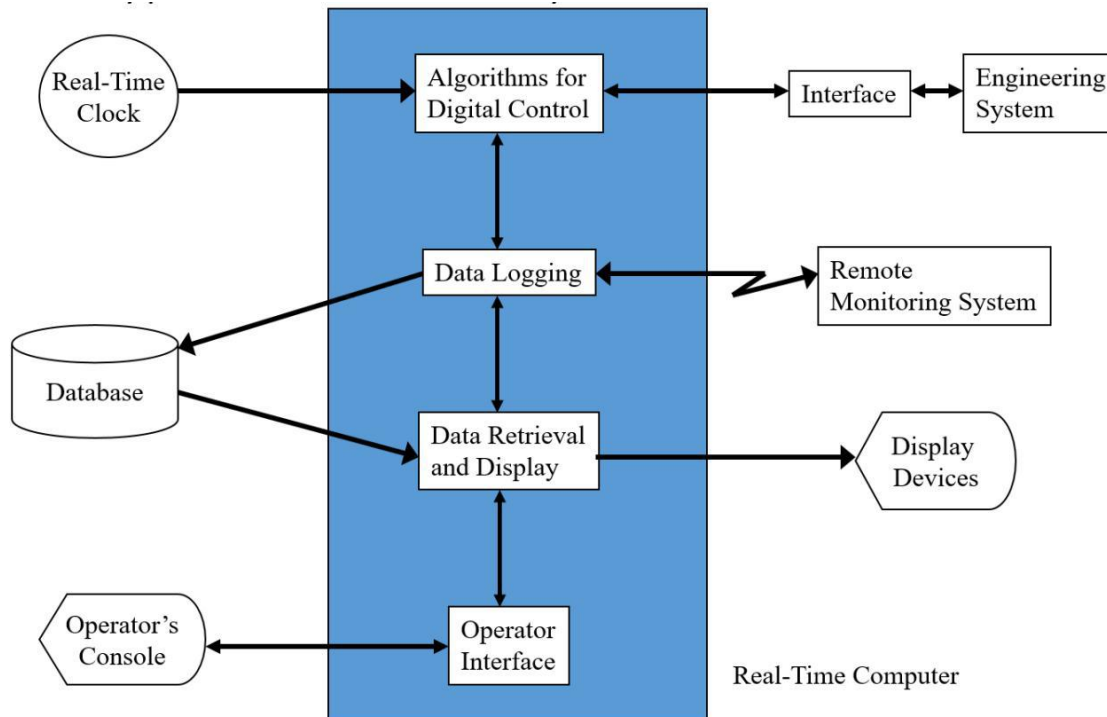 Real-Time
Clock
Algorithms for
Digital Control
Interface
Engineering
System
Data Logging
Remote
Monitoring System
Database
Data Retrieval
and Display
Display
Devices
Operator's
Console
Operator
Interface
Real-Time Computer